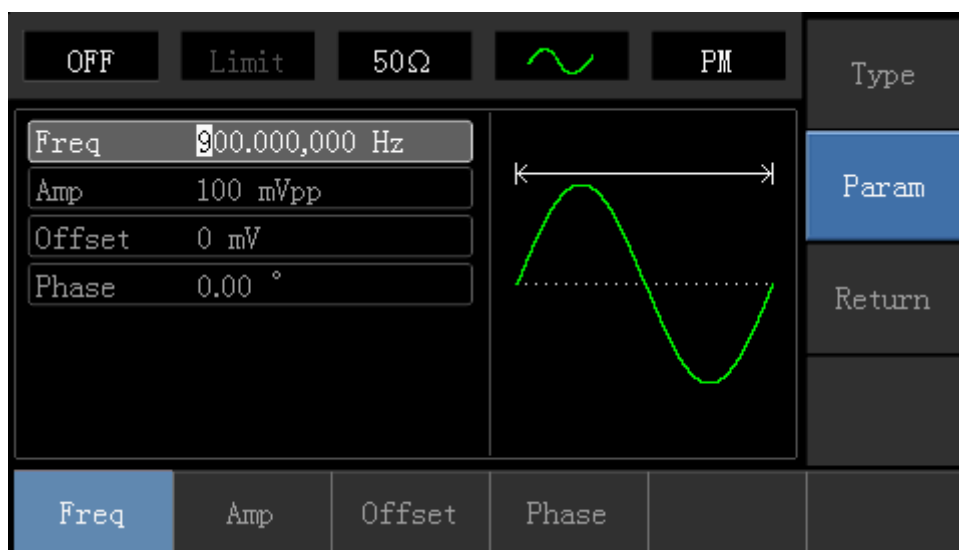 OFF Limit 50Ω PM
Type
Freq 900.000,000 Hz
Amp 100 mVpp
Param
Offset 0 mV
Phase 0.00 °
Return
Freq Amp Offset Phase